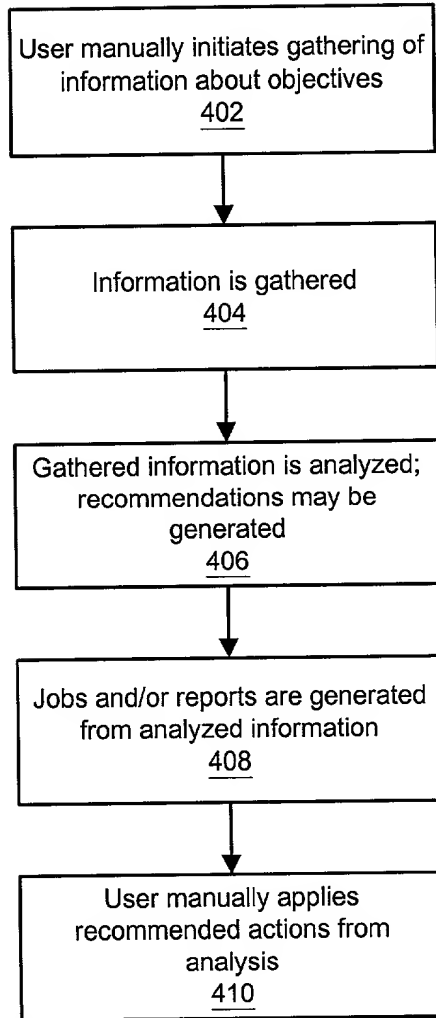 User manually initiates gathering of
information about objectives
402
Information is gathered
404
Gathered information is analyzed;
recommendations may be
generated
406
Jobs and/or reports are generated
from analyzed information
408
User manually applies
recommended actions from
analysis
410